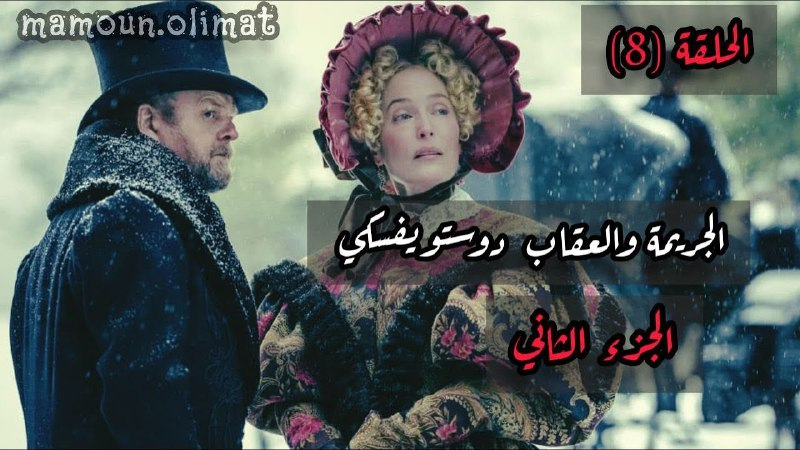 mamoun.olimat
الحلقة (8)
الجريمة والعقاب دوستويفسكي
الجزء الثاني